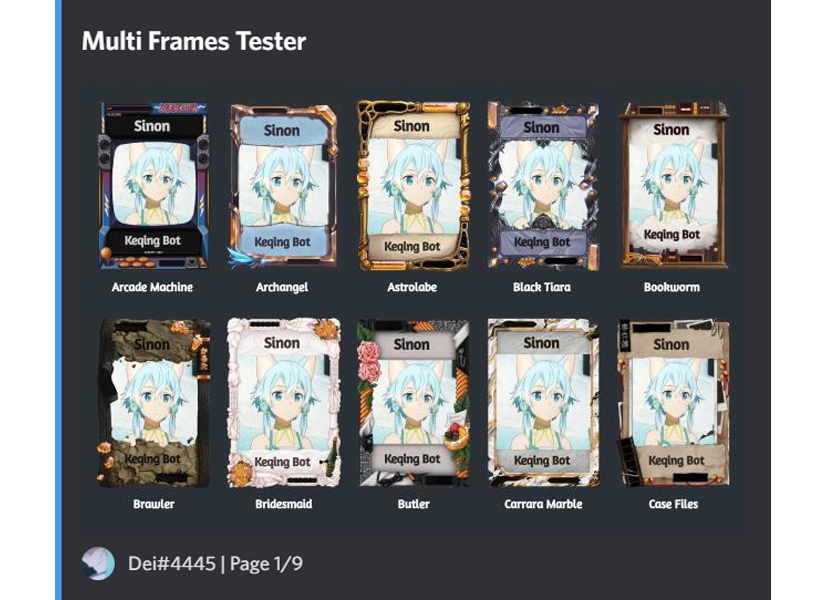 Multi Frames Tester
Sinon Sinon Sinon Sinon Sinon
Keqing Bot Keqing Bot Keqing Bot Keqing Bot Keqing Bot
Arcade Machine Archangel Astrolabe Black Tiara Bookworm
Sinon Sinon Sinon Sinon Sinon
Keqing Bot Keqing Bot Keqing Bot Keqing Bot Keqing Bot
Brawler Bridesmaid Butler Carrara Marble Case Files
Dei#4445 | Page 1/9